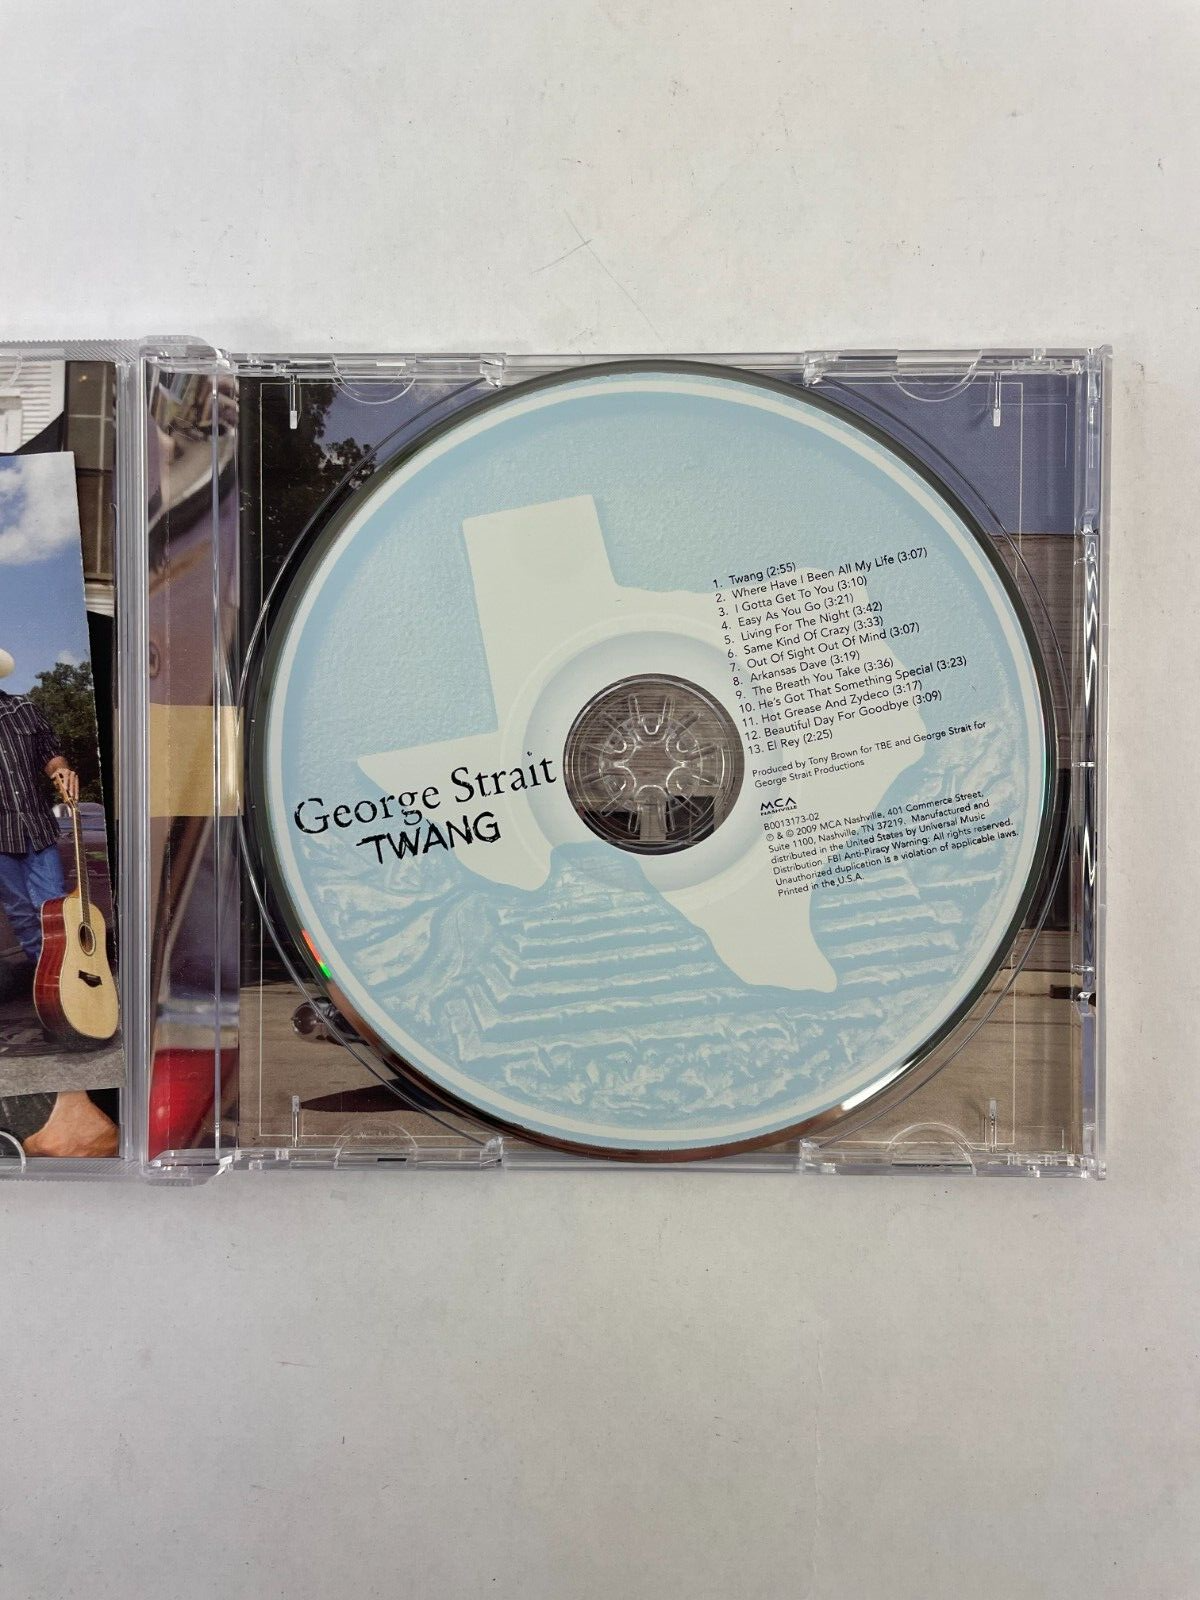 George Strait
TWANG
1. Twang (2:55)
2. Where Have I Been All My Life (3:07)
3. I Gotta Get To You (3:10)
4. Easy As You Go (3:21)
5. Living For The Night (3:42)
6. Same Kind Of Crazy (3:33)
7. Out Of Sight Out Of Mind (3:07)
8. Arkansas Dave (3:19)
9. The Breath You Take (3:36)
10. He's Got That Something Special (3:23)
11. Hot Grease And Zydeco (3:17)
12. Beautiful Day For Goodbye (3:09)
13. El Rey (2:25)
Produced by Tony Brown for TBE and George Strait for
George Strait Productions
MCA
NASHVILLE
B0013173-02
℗ & © 2009 MCA Nashville, 401 Commerce Street,
Suite 1100, Nashville, TN 37219. Manufactured and
distributed in the United States by Universal Music
Distribution. FBI Anti-Piracy Warning: All rights reserved.
Unauthorized duplication is a violation of applicable laws.
Printed in the U.S.A.